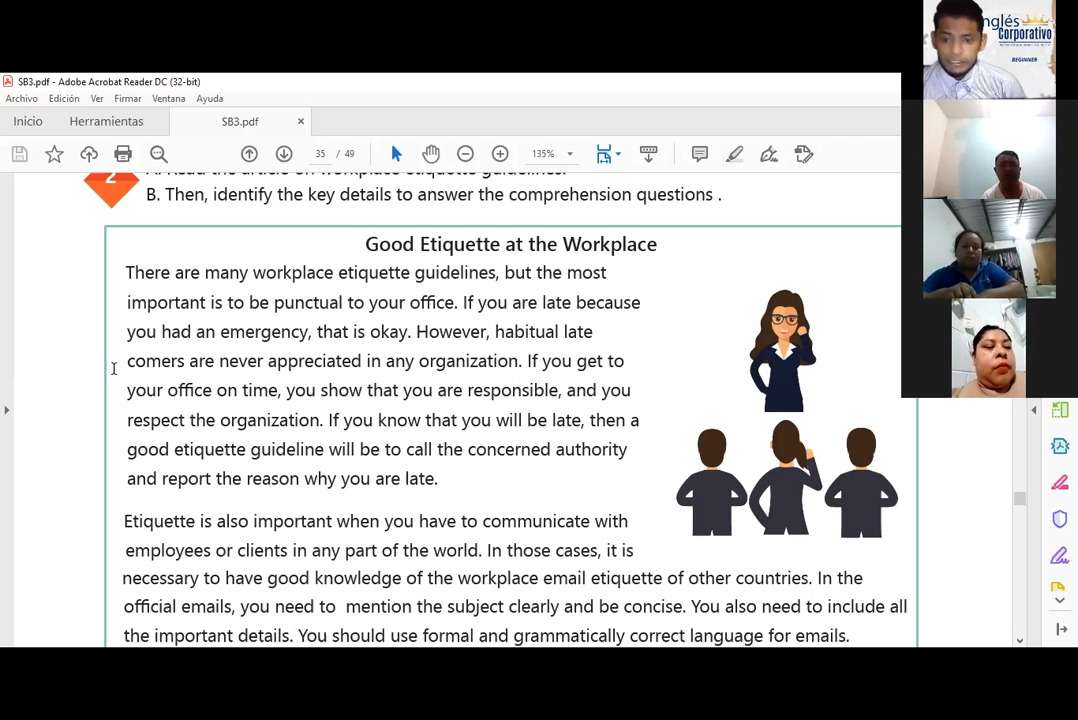 SB3.pdf - Adobe Acrobat Reader DC (32-bit)
Archivo Edición Ver Firmar Ventana Ayuda
Inicio Herramientas SB3.pdf ×
35 / 49 135%
2
A. Read the article on workplace etiquette guidelines.
B. Then, identify the key details to answer the comprehension questions .
Good Etiquette at the Workplace
There are many workplace etiquette guidelines, but the most
important is to be punctual to your office. If you are late because
you had an emergency, that is okay. However, habitual late
comers are never appreciated in any organization. If you get to
your office on time, you show that you are responsible, and you
respect the organization. If you know that you will be late, then a
good etiquette guideline will be to call the concerned authority
and report the reason why you are late.
Etiquette is also important when you have to communicate with
employees or clients in any part of the world. In those cases, it is
necessary to have good knowledge of the workplace email etiquette of other countries. In the
official emails, you need to mention the subject clearly and be concise. You also need to include all
the important details. You should use formal and grammatically correct language for emails.
nglés
Corporativo
BEGINNER